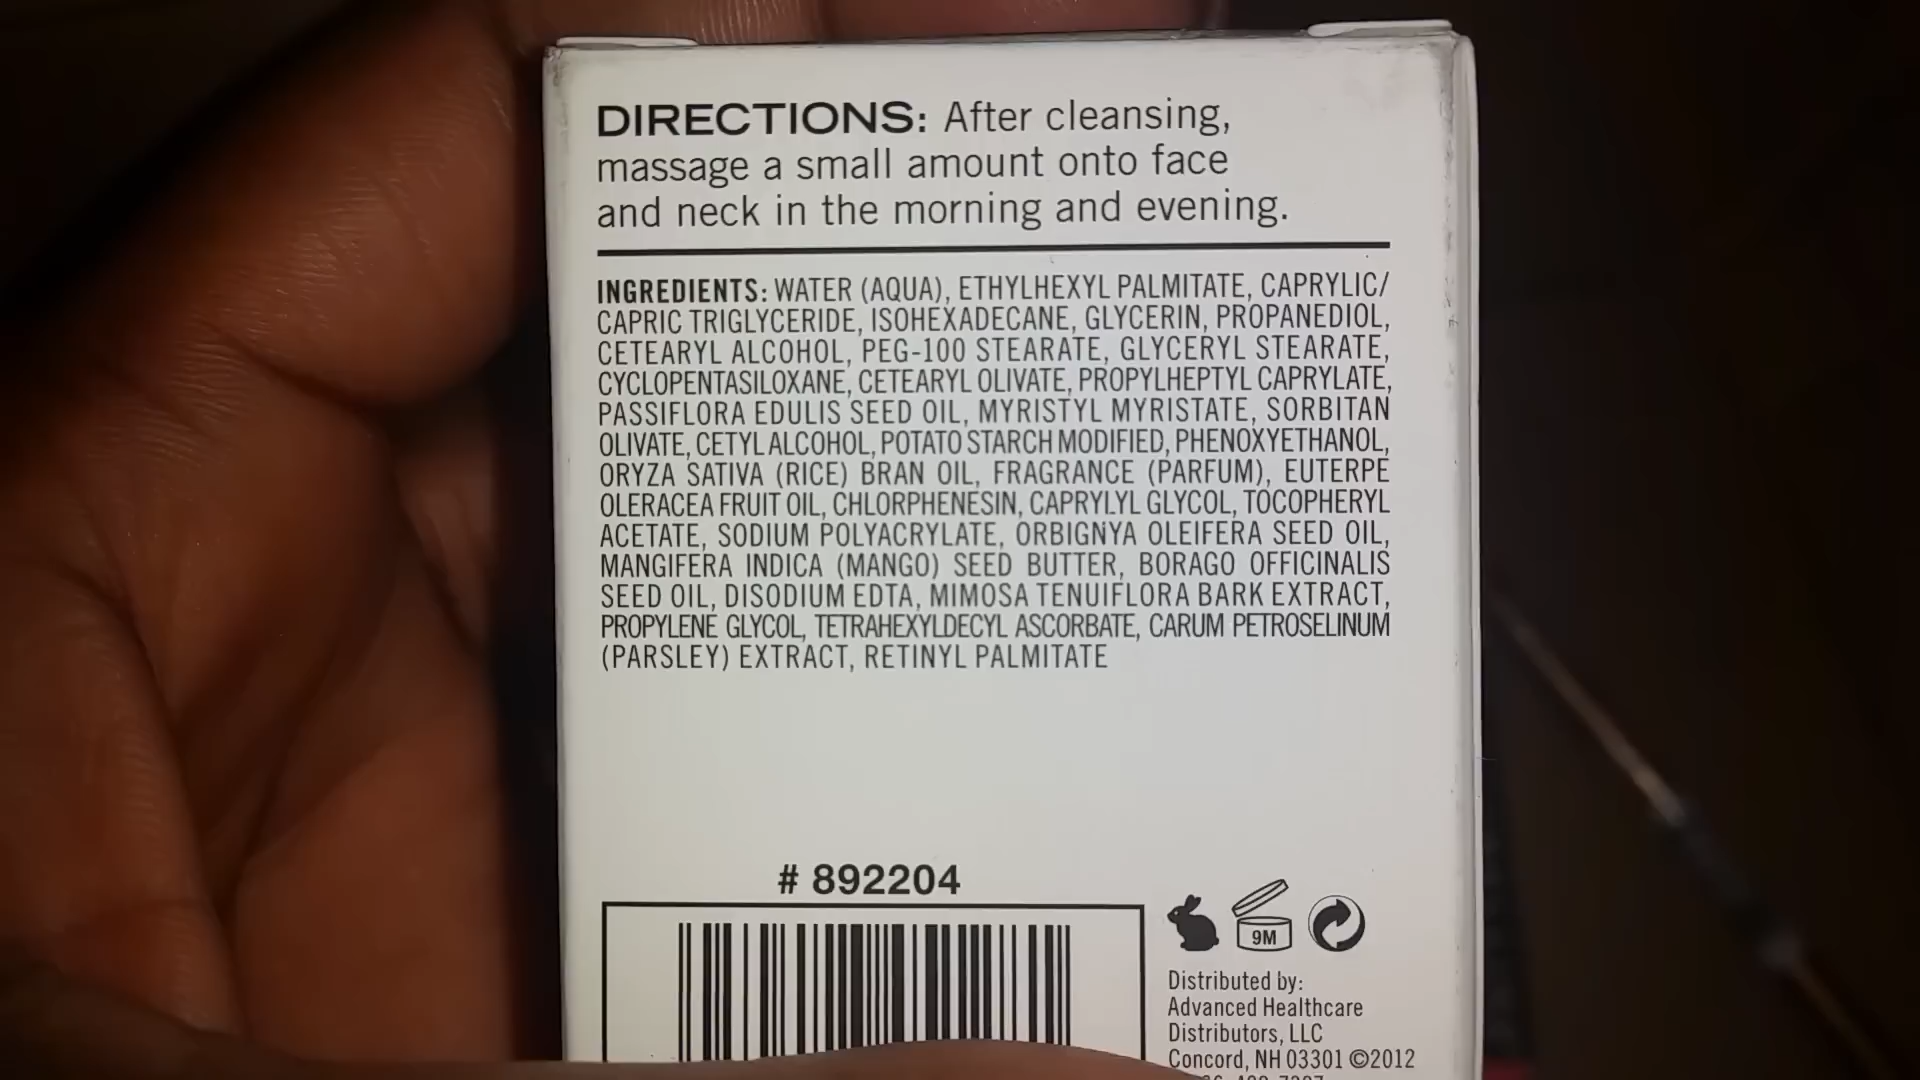 DIRECTIONS: After cleansing,
massage a small amount onto face
and neck in the morning and evening.
INGREDIENTS: WATER (AQUA), ETHYLHEXYL PALMITATE, CAPRYLIC/
CAPRIC TRIGLYCERIDE, ISOHEXADECANE, GLYCERIN, PROPANEDIOL,
CETEARYL ALCOHOL, PEG-100 STEARATE, GLYCERYL STEARATE,
CYCLOPENTASILOXANE, CETEARYL OLIVATE, PROPYLHEPTYL CAPRYLATE,
PASSIFLORA EDULIS SEED OIL, MYRISTYL MYRISTATE, SORBITAN
OLIVATE, CETYL ALCOHOL, POTATO STARCH MODIFIED, PHENOXYETHANOL,
ORYZA SATIVA (RICE) BRAN OIL, FRAGRANCE (PARFUM), EUTERPE
OLERACEA FRUIT OIL, CHLORPHENESIN, CAPRYLYL GLYCOL, TOCOPHERYL
ACETATE, SODIUM POLYACRYLATE, ORBIGNYA OLEIFERA SEED OIL,
MANGIFERA INDICA (MANGO) SEED BUTTER, BORAGO OFFICINALIS
SEED OIL, DISODIUM EDTA, MIMOSA TENUIFLORA BARK EXTRACT,
PROPYLENE GLYCOL, TETRAHEXYLDECYL ASCORBATE, CARUM PETROSELINUM
(PARSLEY) EXTRACT, RETINYL PALMITATE
# 892204
9M
Distributed by:
Advanced Healthcare
Distributors, LLC
Concord, NH 03301 ©2012